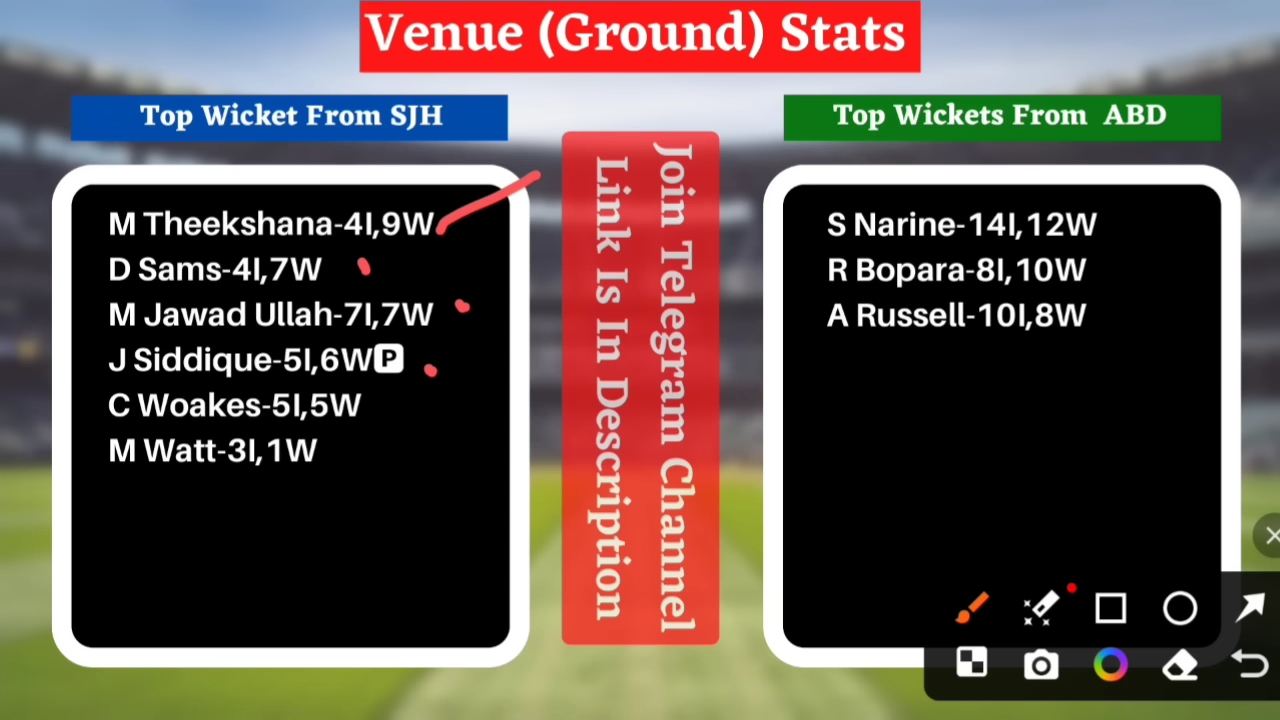 Venue (Ground) Stats
Top Wicket From SJH
M Theekshana-4I,9W
D Sams-4I,7W
M Jawad Ullah-7I,7W
J Siddique-5I,6W🅿
C Woakes-5I,5W
M Watt-3I,1W
Join Telegram Channel
Link Is In Description
Top Wickets From ABD
S Narine-14I,12W
R Bopara-8I,10W
A Russell-10I,8W